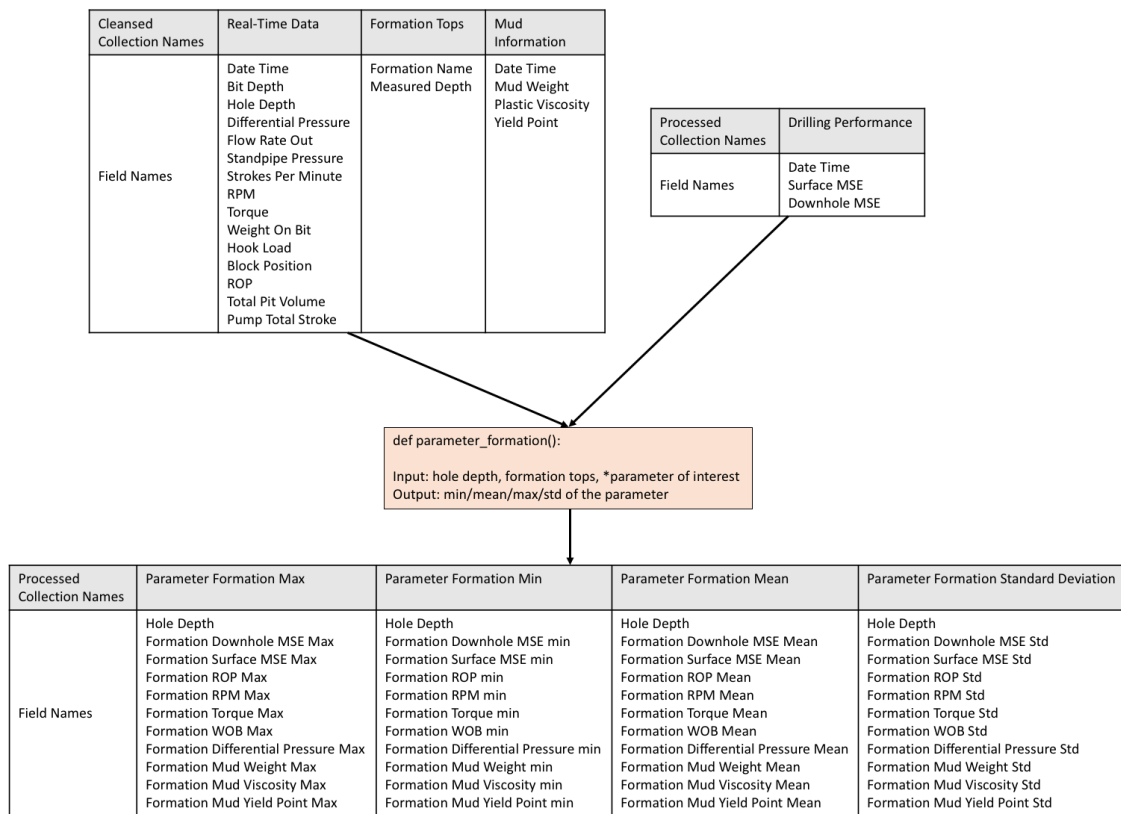 Cleansed
Collection Names
Real-Time Data
Formation Tops
Mud
Information
Field Names
Date Time
Bit Depth
Hole Depth
Differential Pressure
Flow Rate Out
Standpipe Pressure
Strokes Per Minute
RPM
Torque
Weight On Bit
Hook Load
Block Position
ROP
Total Pit Volume
Pump Total Stroke
Formation Name
Measured Depth
Date Time
Mud Weight
Plastic Viscosity
Yield Point
Processed
Collection Names
Drilling Performance
Field Names
Date Time
Surface MSE
Downhole MSE
def parameter_formation():
Input: hole depth, formation tops, *parameter of interest
Output: min/mean/max/std of the parameter
Processed
Collection Names
Parameter Formation Max
Parameter Formation Min
Parameter Formation Mean
Parameter Formation Standard Deviation
Field Names
Hole Depth
Formation Downhole MSE Max
Formation Surface MSE Max
Formation ROP Max
Formation RPM Max
Formation Torque Max
Formation WOB Max
Formation Differential Pressure Max
Formation Mud Weight Max
Formation Mud Viscosity Max
Formation Mud Yield Point Max
Hole Depth
Formation Downhole MSE min
Formation Surface MSE min
Formation ROP min
Formation RPM min
Formation Torque min
Formation WOB min
Formation Differential Pressure min
Formation Mud Weight min
Formation Mud Viscosity min
Formation Mud Yield Point min
Hole Depth
Formation Downhole MSE Mean
Formation Surface MSE Mean
Formation ROP Mean
Formation RPM Mean
Formation Torque Mean
Formation WOB Mean
Formation Differential Pressure Mean
Formation Mud Weight Mean
Formation Mud Viscosity Mean
Formation Mud Yield Point Mean
Hole Depth
Formation Downhole MSE Std
Formation Surface MSE Std
Formation ROP Std
Formation RPM Std
Formation Torque Std
Formation WOB Std
Formation Differential Pressure Std
Formation Mud Weight Std
Formation Mud Viscosity Std
Formation Mud Yield Point Std